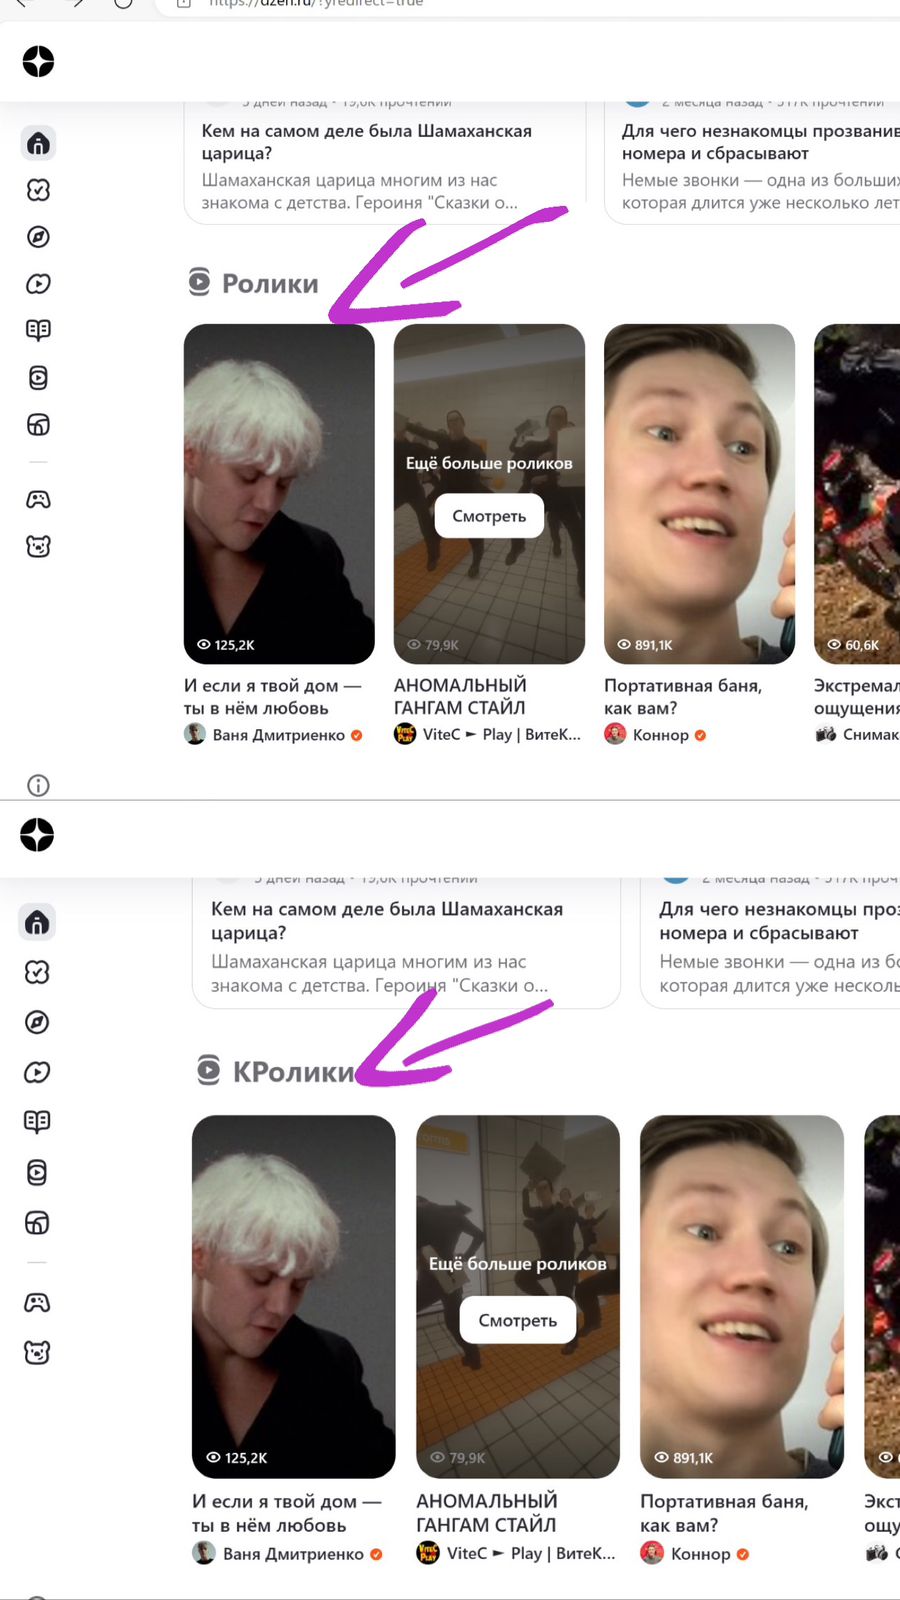 https://dzen.ru/?yredirect=true
5 дней назад • 19,6K прочтений
2 месяца назад • 517K прочтений
Кем на самом деле была Шамаханская
царица?
Для чего незнакомцы прозванив
номера и сбрасывают
Шамаханская царица многим из нас
знакома с детства. Героиня "Сказки о...
Немые звонки — одна из больших
которая длится уже несколько лет
Ролики
Ещё больше роликов
Смотреть
125,2K
79,9K
891,1K
60,6K
И если я твой дом —
ты в нём любовь
Ваня Дмитриенко
АНОМАЛЬНЫЙ
ГАНГАМ СТАЙЛ
ViteC ► Play | ВитеК...
Портативная баня,
как вам?
Коннор
Экстремал
ощущения
Снимак
5 дней назад • 19,6K прочтений
2 месяца назад • 517K проч
Кем на самом деле была Шамаханская
царица?
Для чего незнакомцы проз
номера и сбрасывают
Шамаханская царица многим из нас
знакома с детства. Героиня "Сказки о...
Немые звонки — одна из бо
которая длится уже несколь
КРолики
Ещё больше роликов
Смотреть
125,2K
79,9K
891,1K
И если я твой дом —
ты в нём любовь
Ваня Дмитриенко
АНОМАЛЬНЫЙ
ГАНГАМ СТАЙЛ
ViteC ► Play | ВитеК...
Портативная баня,
как вам?
Коннор
Экст
ощу